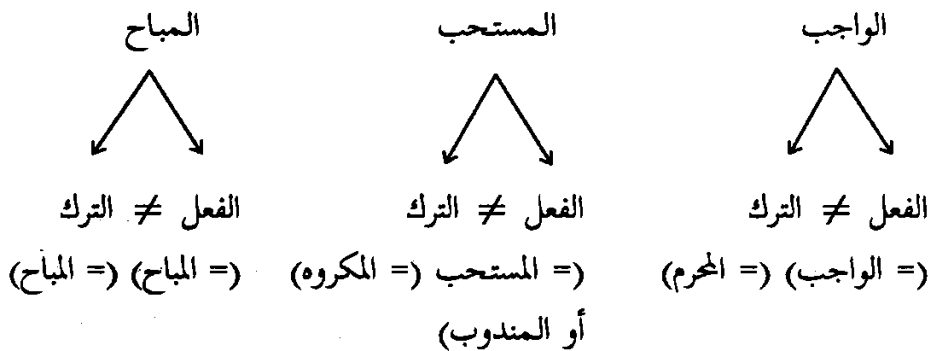 الواجب المستحب المباح
الفعل ≠ الترك الفعل ≠ الترك الفعل ≠ الترك
(= الواجب) (= المحرم) (= المستحب (= المكروه) (= المباح) (= المباح)
أو المندوب)